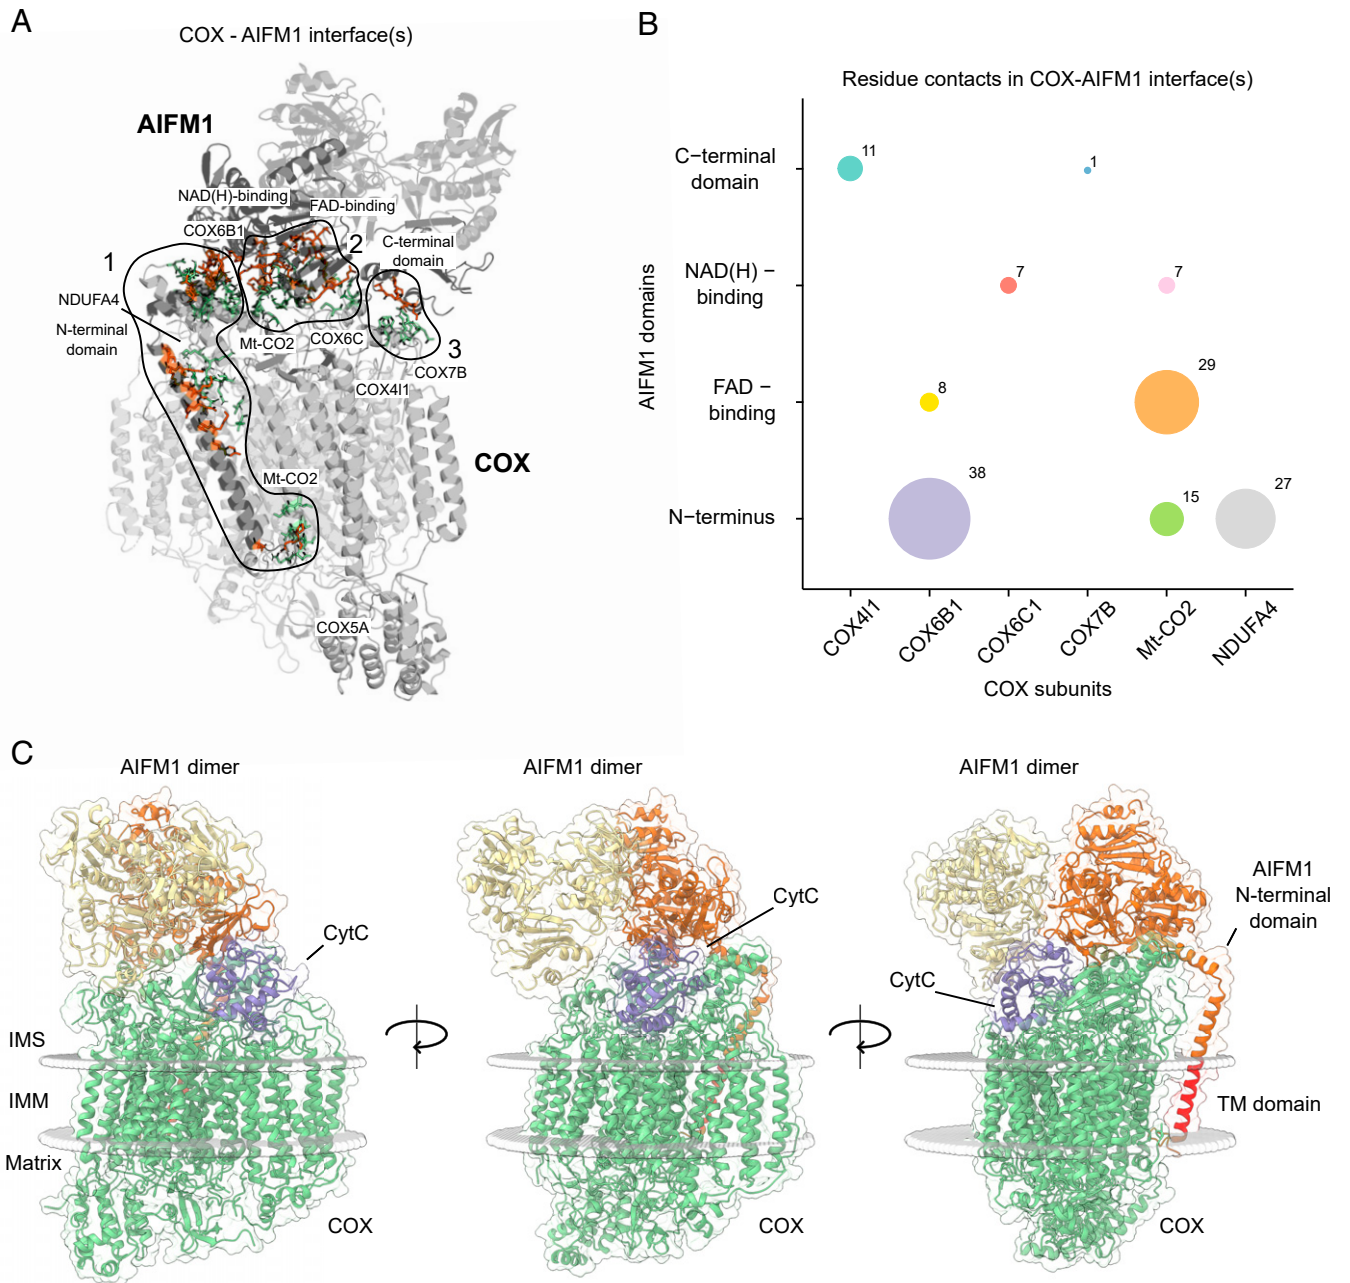 A
COX - AIFM1 interface(s)
AIFM1
NAD(H)-binding
FAD-binding
COX6B1
2
C-terminal
domain
1
NDUFA4
N-terminal
domain
Mt-CO2
COX6C
3
COX7B
COX4I1
COX
Mt-CO2
COX5A
B
Residue contacts in COX-AIFM1 interface(s)
AIFM1 domains
C−terminal
domain
11
1
NAD(H) −
binding
7
7
FAD −
binding
8
29
N−terminus
38
15
27
COX4I1
COX6B1
COX6C1
COX7B
Mt-CO2
NDUFA4
COX subunits
C
AIFM1 dimer
CytC
IMS
IMM
Matrix
COX
AIFM1 dimer
CytC
COX
AIFM1 dimer
AIFM1
N-terminal
domain
CytC
TM domain
COX